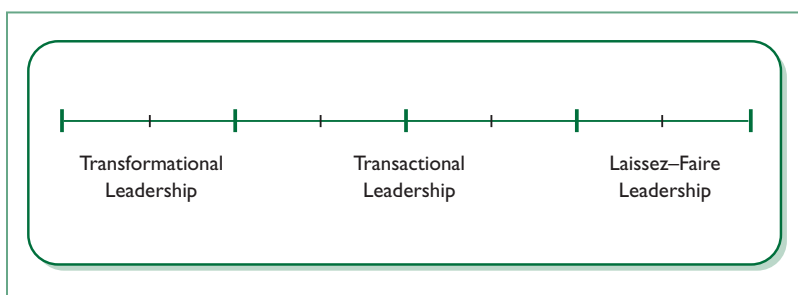 Transformational
Leadership
Transactional
Leadership
Laissez–Faire
Leadership